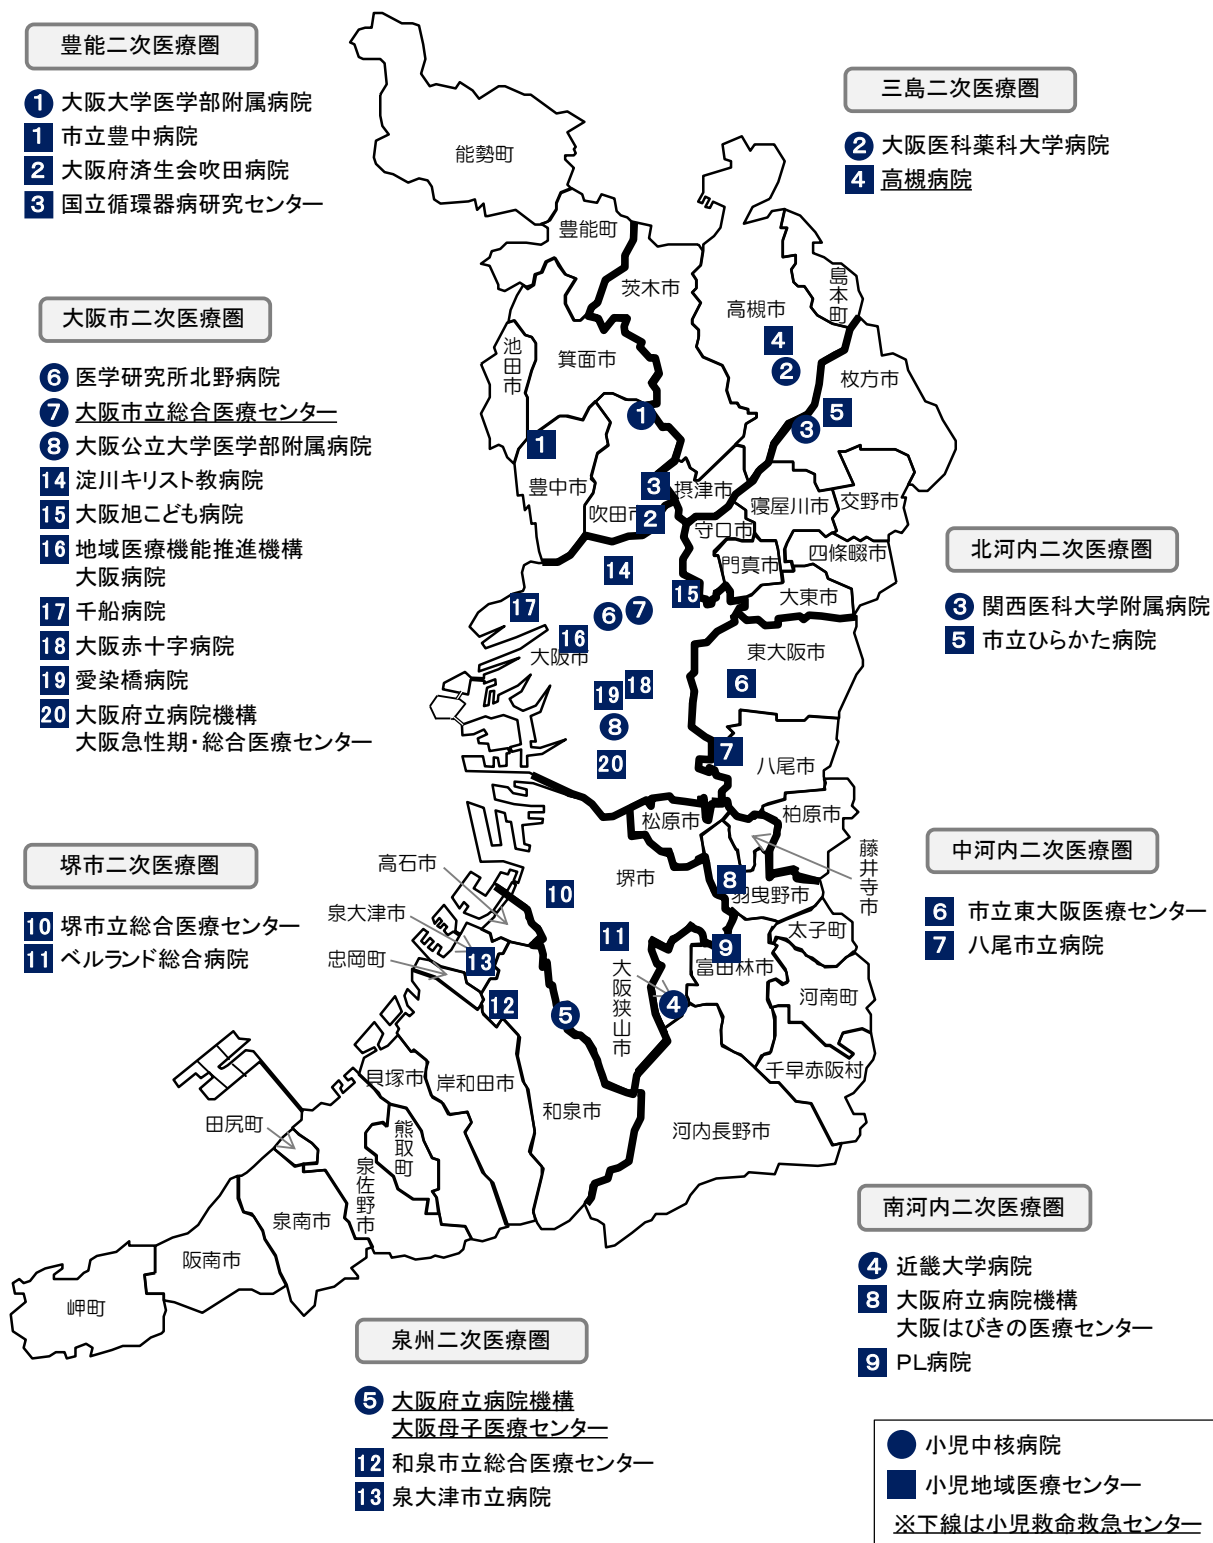 豊能二次医療圏
1 大阪大学医学部附属病院
1 市立豊中病院
2 大阪府済生会吹田病院
3 国立循環器病研究センター
三島二次医療圏
2 大阪医科薬科大学病院
4 高槻病院
大阪市二次医療圏
6 医学研究所北野病院
7 大阪市立総合医療センター
8 大阪公立大学医学部附属病院
14 淀川キリスト教病院
15 大阪旭こども病院
16 地域医療機能推進機構
大阪病院
17 千船病院
18 大阪赤十字病院
19 愛染橋病院
20 大阪府立病院機構
大阪急性期・総合医療センター
北河内二次医療圏
3 関西医科大学附属病院
5 市立ひらかた病院
堺市二次医療圏
10 堺市立総合医療センター
11 ベルランド総合病院
中河内二次医療圏
6 市立東大阪医療センター
7 八尾市立病院
南河内二次医療圏
4 近畿大学病院
8 大阪府立病院機構
大阪はびきの医療センター
9 PL病院
泉州二次医療圏
5 大阪府立病院機構
大阪母子医療センター
12 和泉市立総合医療センター
13 泉大津市立病院
小児中核病院
小児地域医療センター
※下線は小児救命救急センター
能勢町
豊能町
茨木市
高槻市
島本町
4
2
池田市
箕面市
枚方市
5
3
1
1
豊中市
3
吹田市
2
摂津市
寝屋川市
交野市
守口市
門真市
四條畷市
大東市
14
15
17
6
7
16
大阪市
東大阪市
6
18
19
8
7
20
八尾市
松原市
柏原市
藤井寺市
高石市
堺市
8
羽曳野市
10
泉大津市
11
9
太子町
忠岡町
13
富田林市
大阪狭山市
河南町
12
5
4
千早赤阪村
貝塚市
岸和田市
和泉市
河内長野市
田尻町
熊取町
泉佐野市
泉南市
阪南市
岬町